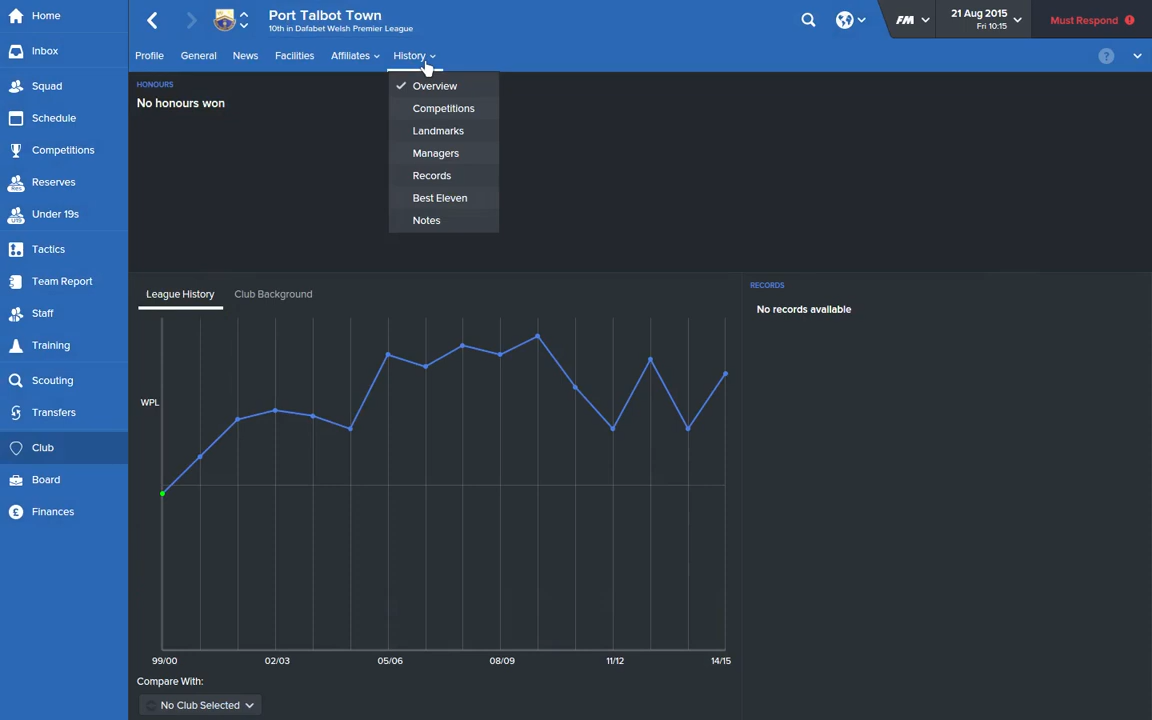 Home
Inbox
Squad
Schedule
Competitions
Reserves
Under 19s
Tactics
Team Report
Staff
Training
Scouting
Transfers
Club
Board
Finances
Port Talbot Town
10th in Dafabet Welsh Premier League
FM
21 Aug 2015
Fri 10:15
Must Respond
Profile
General
News
Facilities
Affiliates
History
?
Overview
Competitions
Landmarks
Managers
Records
Best Eleven
Notes
HONOURS
No honours won
League History
Club Background
WPL
99/00
02/03
05/06
08/09
11/12
14/15
Compare With:
No Club Selected
RECORDS
No records available